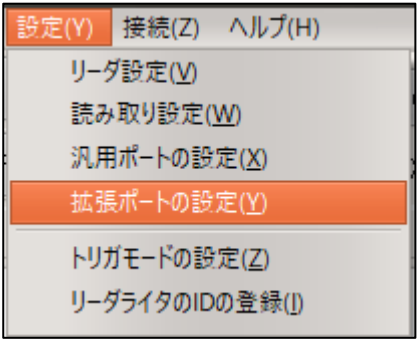 設定(Y) 接続(Z) ヘルプ(H)
リーダ設定(V)
読み取り設定(W)
汎用ポートの設定(X)
拡張ポートの設定(Y)
トリガモードの設定(Z)
リーダライタのIDの登録(I)